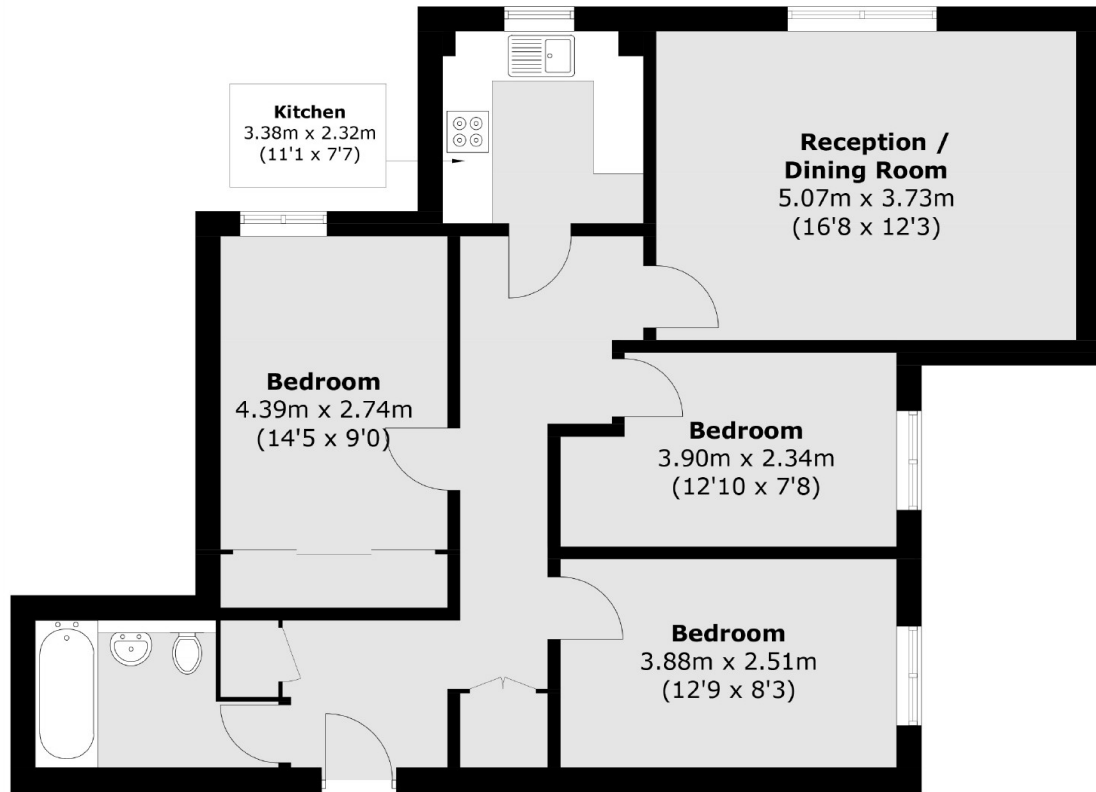 Kitchen
3.38m x 2.32m
(11'1 x 7'7)
Reception /
Dining Room
5.07m x 3.73m
(16'8 x 12'3)
Bedroom
4.39m x 2.74m
(14'5 x 9'0)
Bedroom
3.90m x 2.34m
(12'10 x 7'8)
Bedroom
3.88m x 2.51m
(12'9 x 8'3)